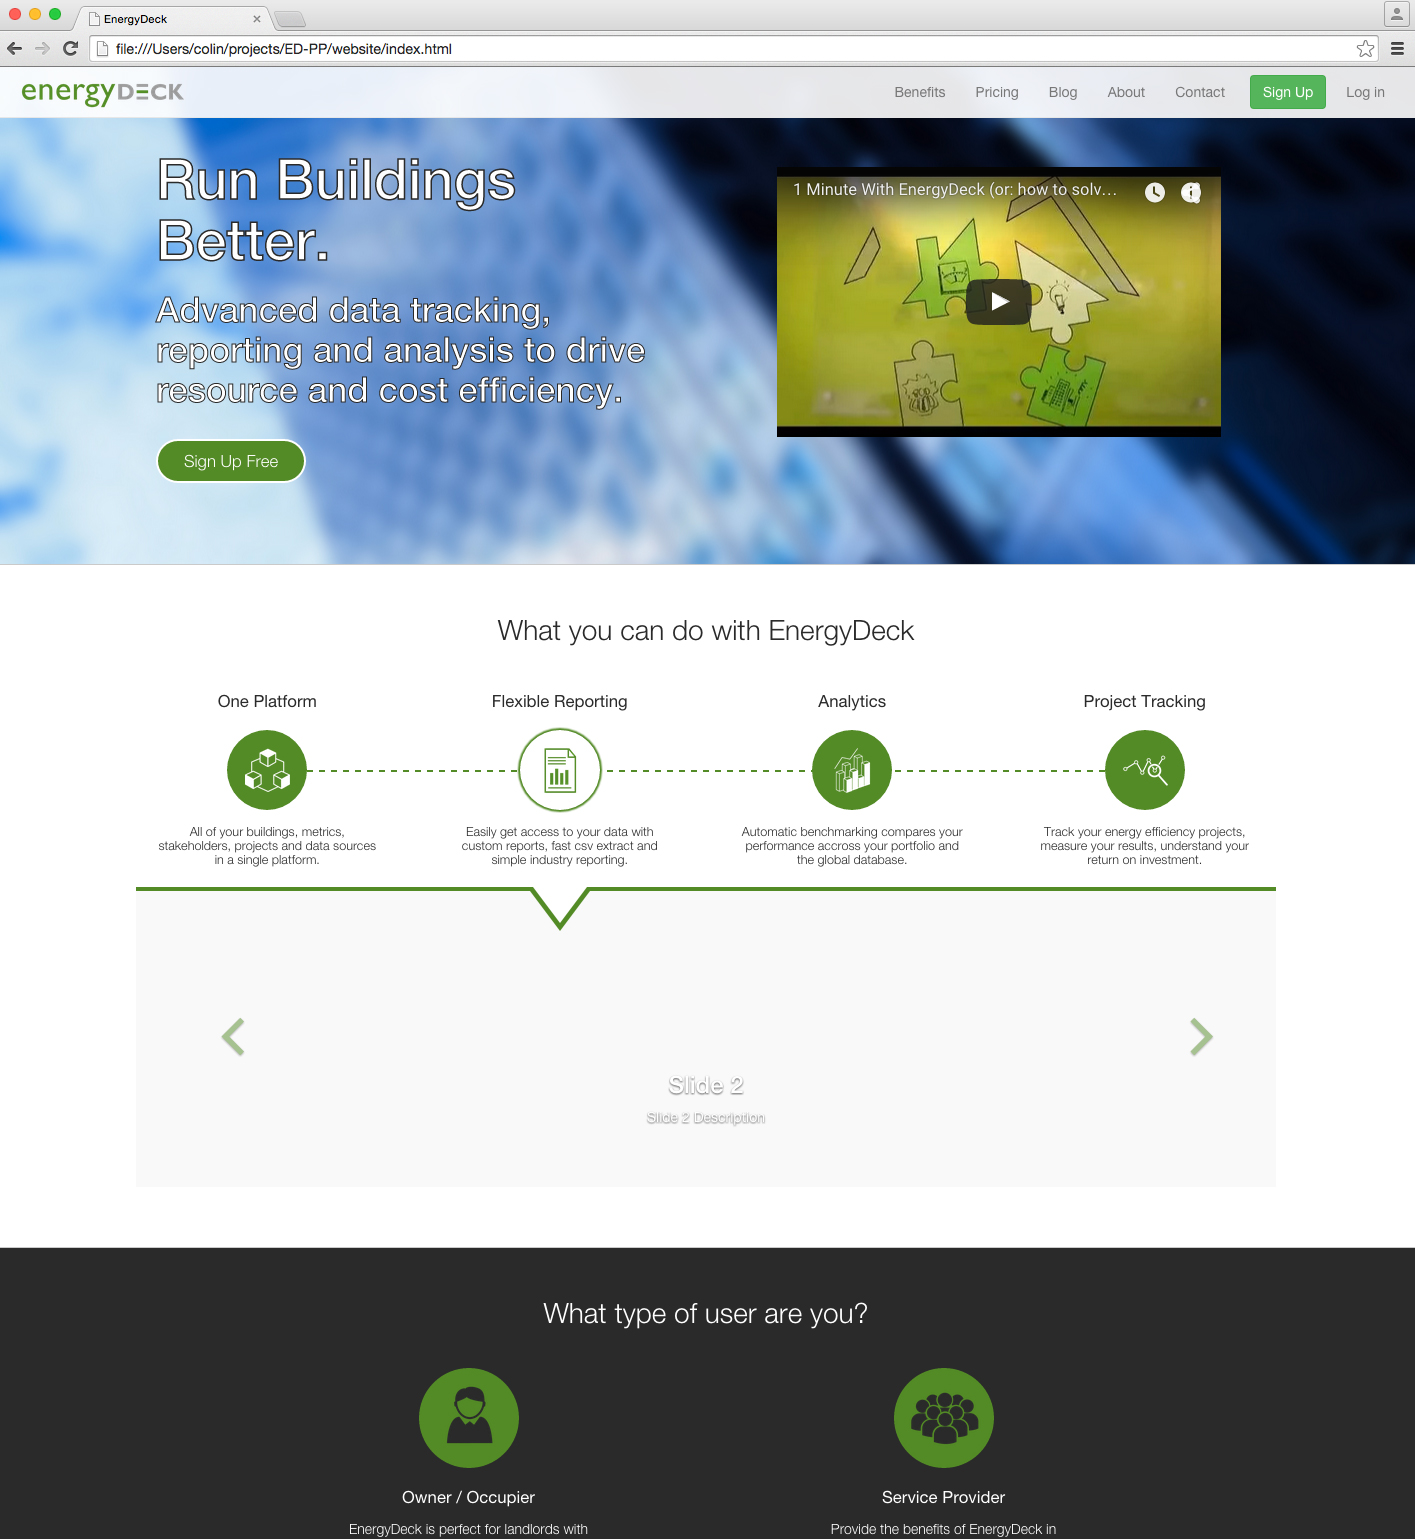 EnergyDeck
file:///Users/colin/projects/ED-PP/website/index.html
energyDECK
Benefits
Pricing
Blog
About
Contact
Sign Up
Log in
Run Buildings
Better.
Advanced data tracking,
reporting and analysis to drive
resource and cost efficiency.
Sign Up Free
1 Minute With EnergyDeck (or: how to solv...
What you can do with EnergyDeck
One Platform
All of your buildings, metrics,
stakeholders, projects and data sources
in a single platform.
Flexible Reporting
Easily get access to your data with
custom reports, fast csv extract and
simple industry reporting.
Analytics
Automatic benchmarking compares your
performance accross your portfolio and
the global database.
Project Tracking
Track your energy efficiency projects,
measure your results, understand your
return on investment.
Slide 2
Slide 2 Description
What type of user are you?
Owner / Occupier
EnergyDeck is perfect for landlords with
Service Provider
Provide the benefits of EnergyDeck in